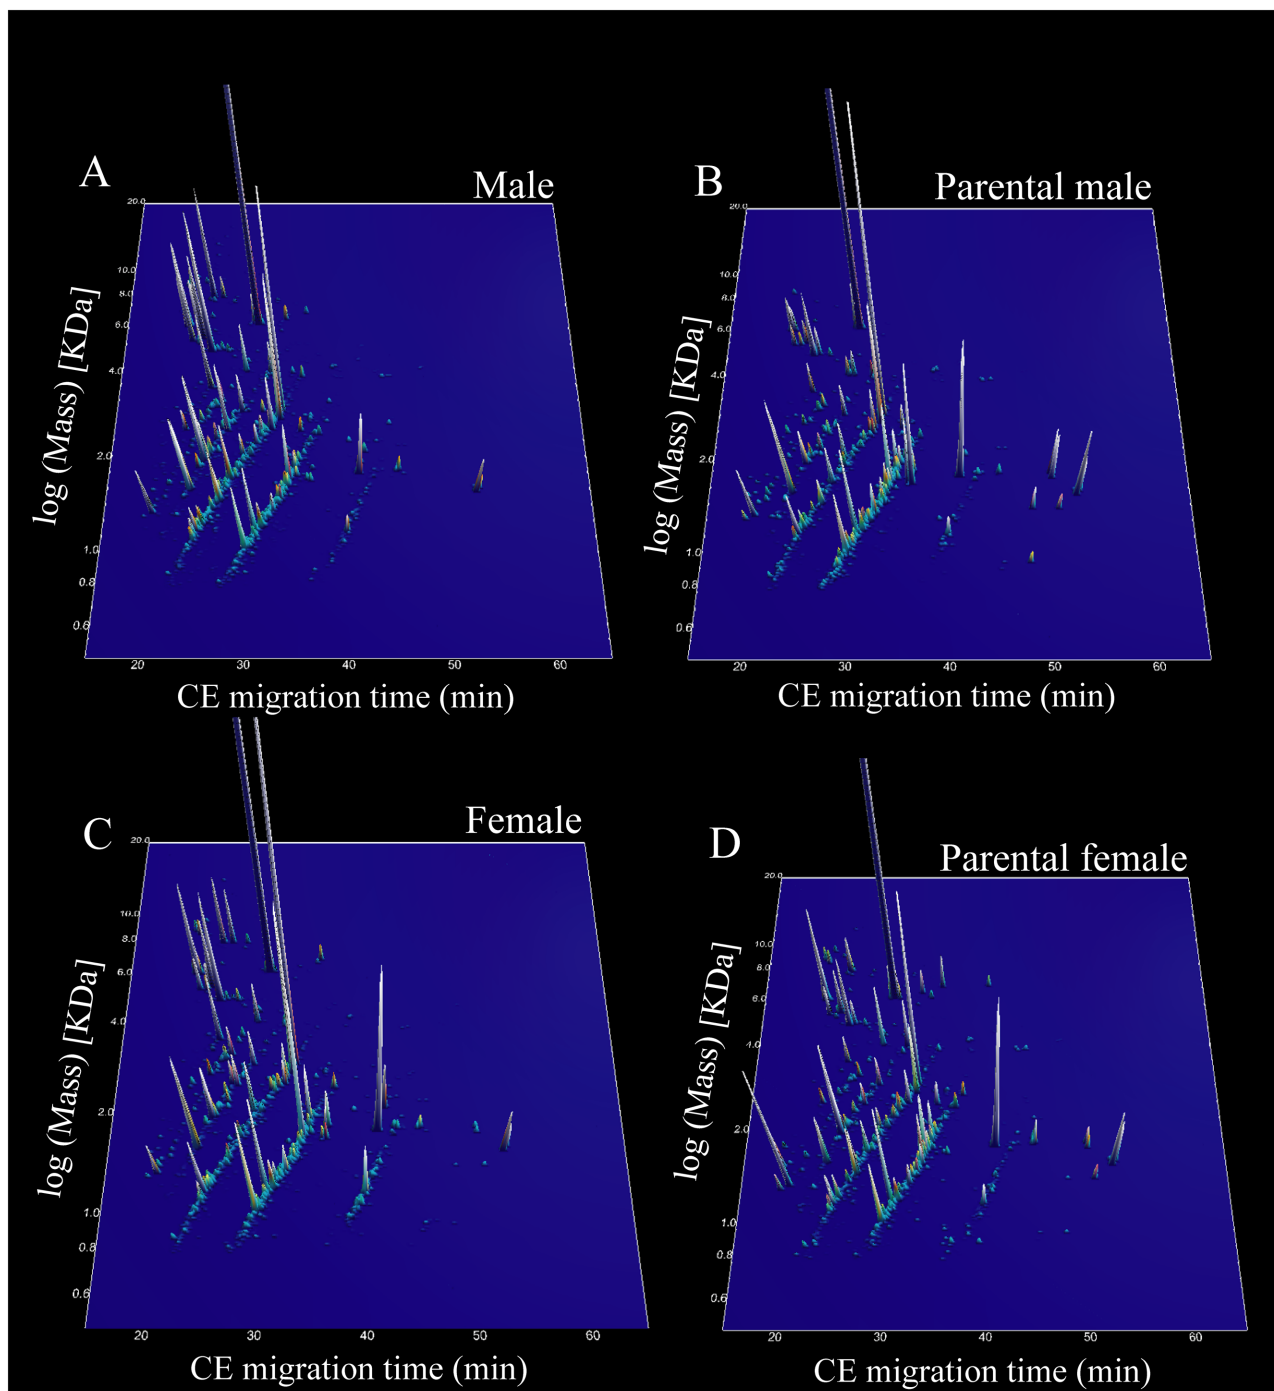 A
Male
20.0
10.0
8.0
6.0
4.0
2.0
1.0
0.8
0.6
log (Mass) [KDa]
20 30 40 50 60
CE migration time (min)
B
Parental male
20.0
10.0
8.0
6.0
4.0
2.0
1.0
0.8
0.6
log (Mass) [KDa]
20 30 40 50 60
CE migration time (min)
C
Female
20.0
10.0
8.0
6.0
4.0
2.0
1.0
0.8
0.6
log (Mass) [KDa]
20 30 40 50 60
CE migration time (min)
D
Parental female
20.0
10.0
8.0
6.0
4.0
2.0
1.0
0.8
0.6
log (Mass) [KDa]
20 30 40 50 60
CE migration time (min)